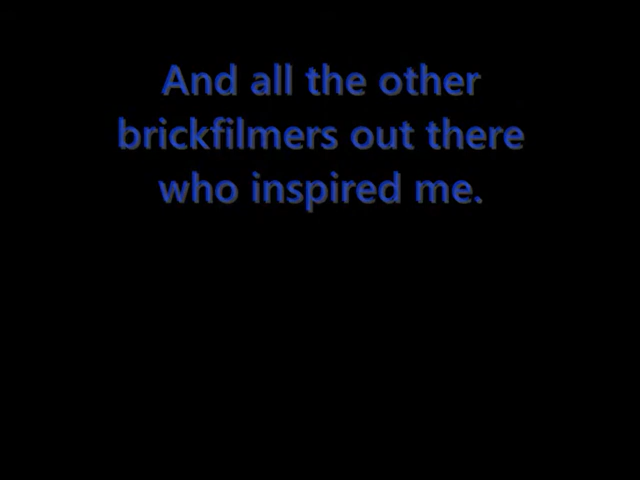 And all the other
brickfilmers out there
who inspired me.